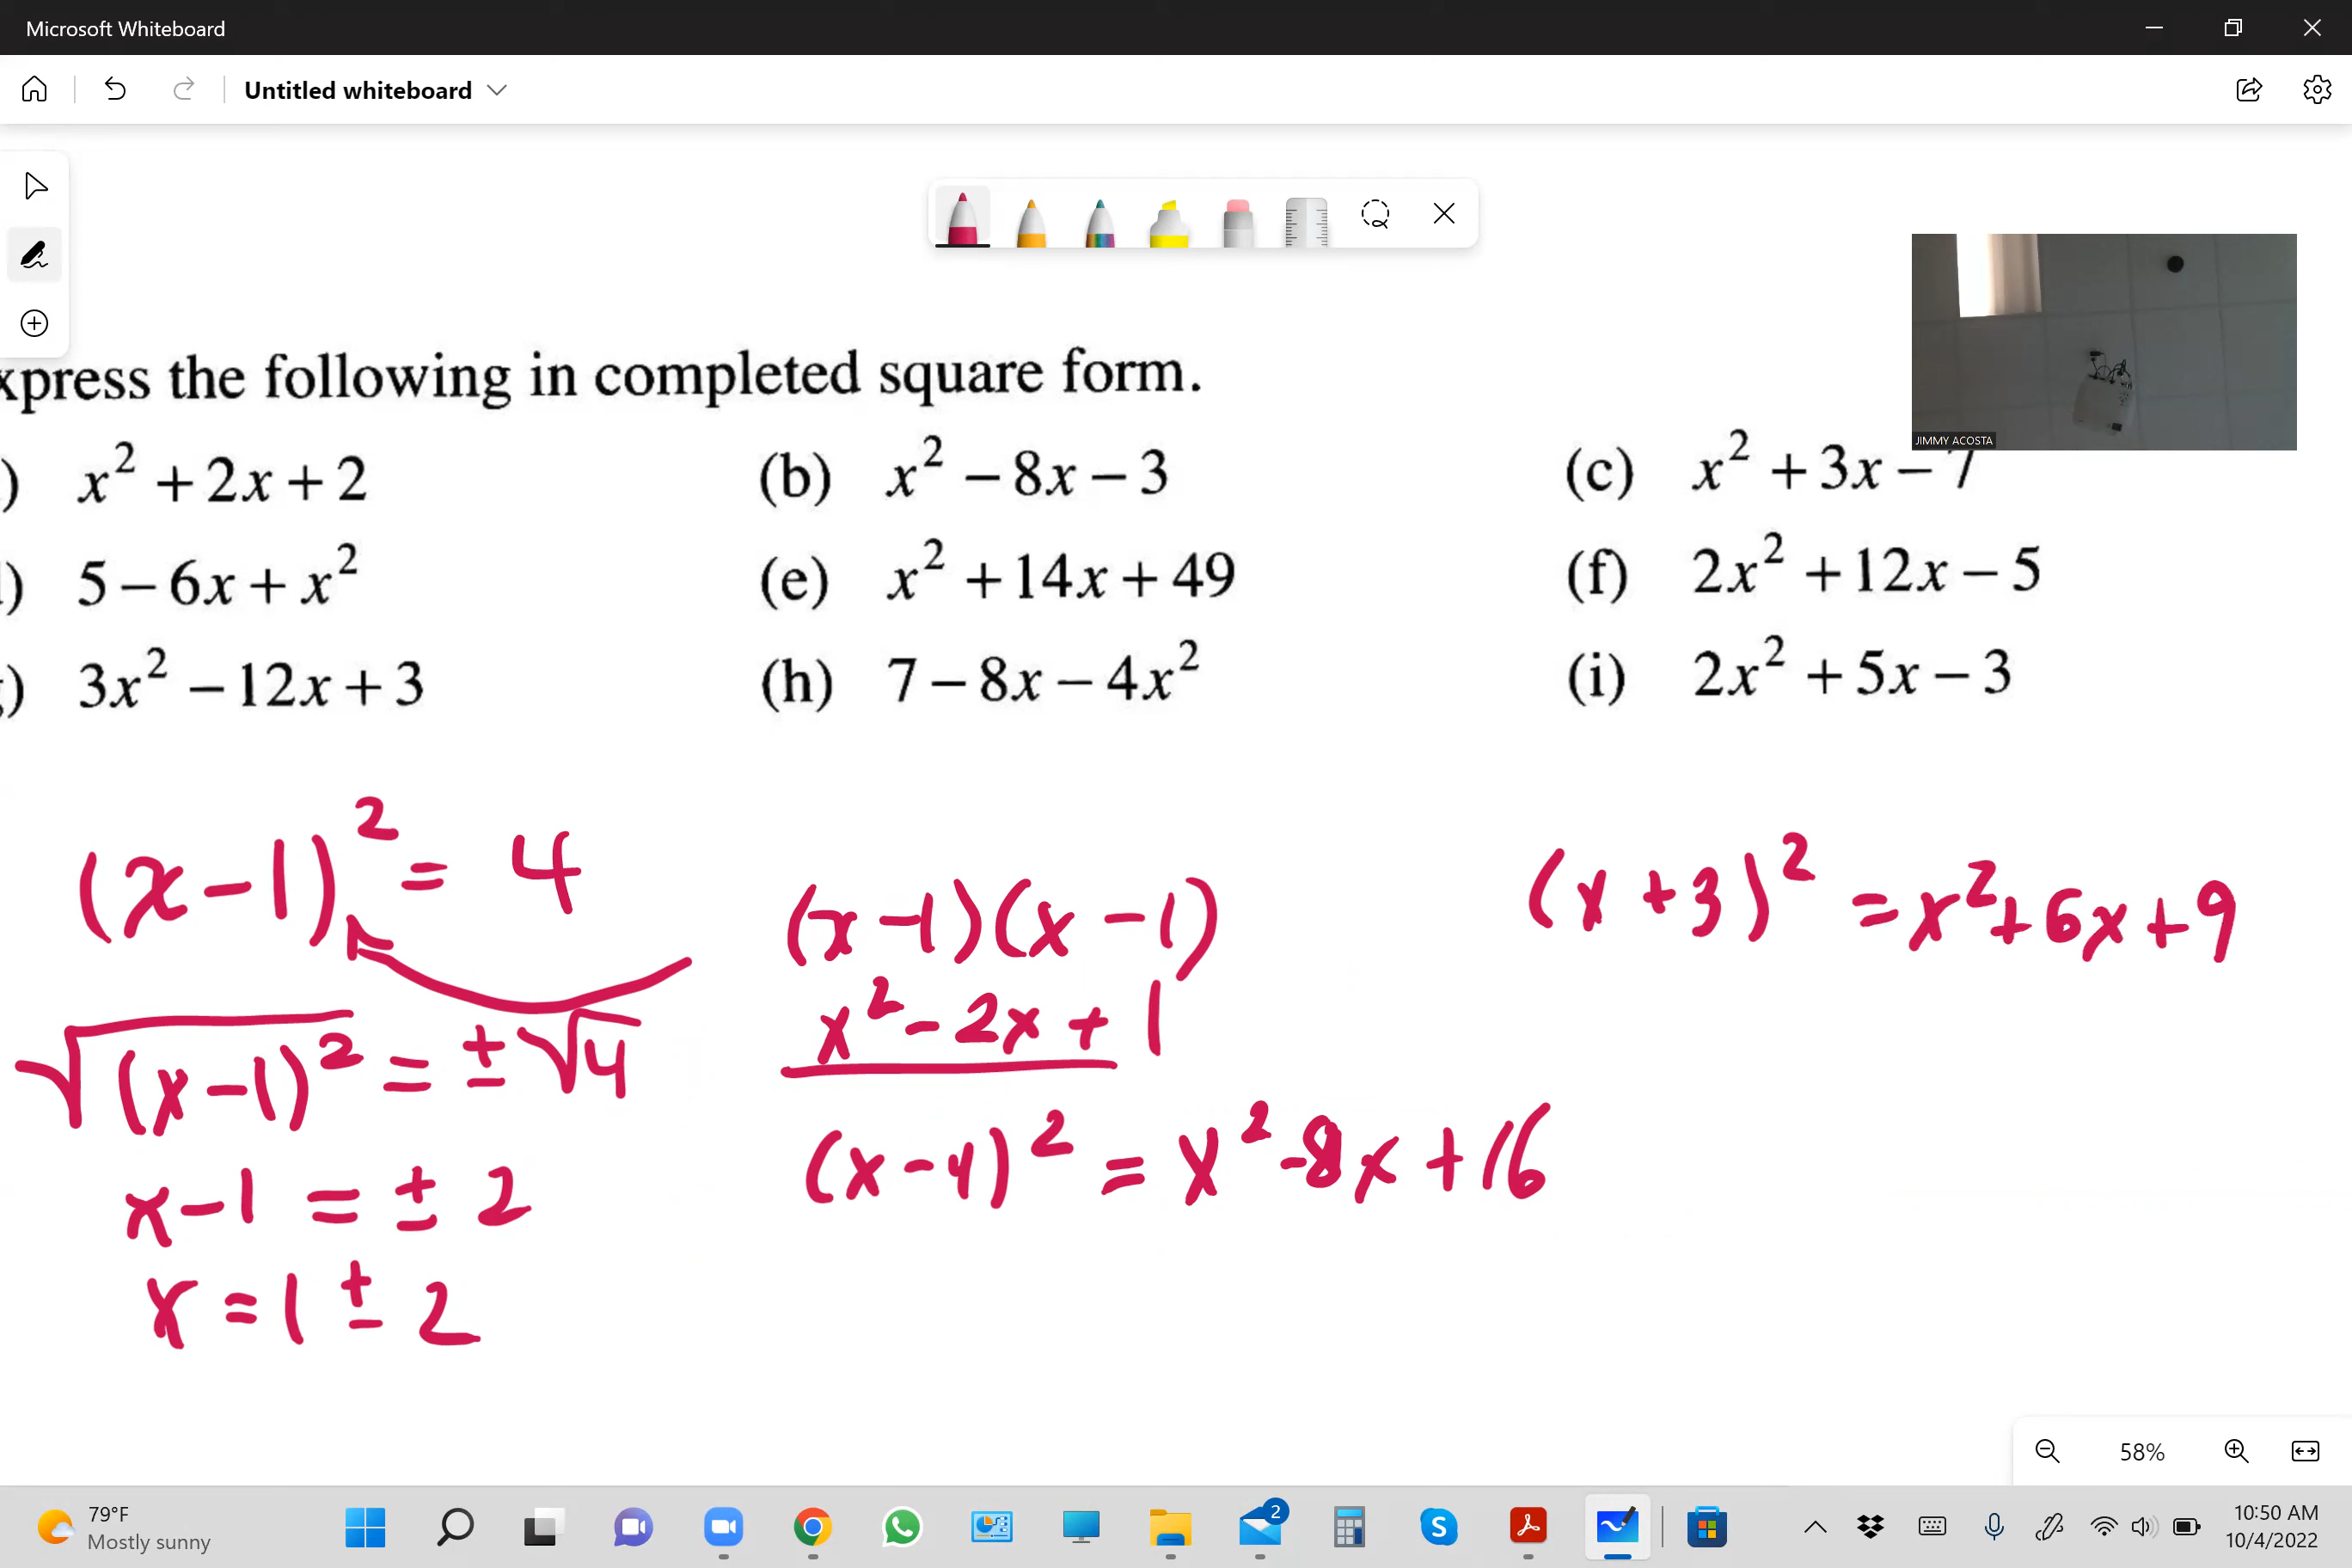 Microsoft Whiteboard
Untitled whiteboard
JIMMY ACOSTA
xpress the following in completed square form.
) x² + 2x + 2 (b) x² − 8x − 3 (c) x² + 3x − 7
) 5 − 6x + x² (e) x² + 14x + 49 (f) 2x² + 12x − 5
) 3x² − 12x + 3 (h) 7 − 8x − 4x² (i) 2x² + 5x − 3
(x − 1)² = 4
√(x − 1)² = ± √4
x − 1 = ± 2
x = 1 ± 2
(x − 1)(x − 1)
x² − 2x + 1
(x − 4)² = x² − 8x + 16
(x + 3)² = x² + 6x + 9
58%
79°F
Mostly sunny
2
S
10:50 AM
10/4/2022